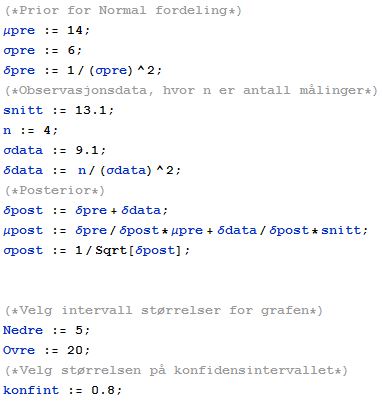 (*Prior for Normal fordeling*)
μpre := 14;
σpre := 6;
δpre := 1/(σpre)^2;
(*Observasjonsdata, hvor n er antall målinger*)
snitt := 13.1;
n := 4;
σdata := 9.1;
δdata := n/(σdata)^2;
(*Posterior*)
δpost := δpre + δdata;
μpost := δpre/δpost*μpre + δdata/δpost*snitt;
σpost := 1/Sqrt[δpost];
(*Velg intervall størrelser for grafen*)
Nedre := 5;
Ovre := 20;
(*Velg størrelsen på konfidensintervallet*)
konfint := 0.8;